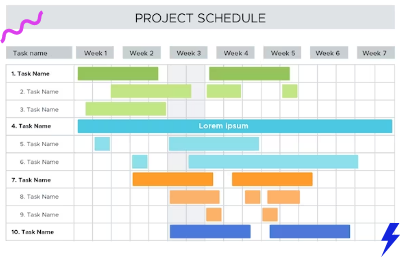 PROJECT SCHEDULE
Task name Week 1 Week 2 Week 3 Week 4 Week 5 Week 6 Week 7
1. Task Name
2. Task Name
3. Task Name
4. Task Name Lorem Ipsum
5. Task Name
6. Task Name
7. Task Name
8. Task Name
9. Task Name
10. Task Name